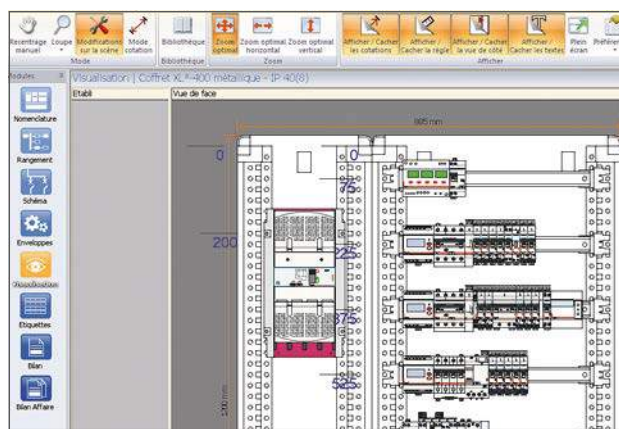 Recentrage manuel
Loupe
Modifications sur la scène
Mode cotation
Bibliothèque
Zoom optimal
Zoom optimal horizontal
Zoom optimal vertical
Afficher / Cacher les cotations
Afficher / Cacher la règle
Afficher / Cacher la vue de côté
Afficher / Cacher les textes
Plein écran
Mode
Bibliothèque
Zoom
Afficher
Modules
Visualisation | Coffret XL³ 400 métallique - IP 40(8)
Etabli
Vue de face
Nomenclature
Rangement
Schéma
Enveloppes
Visualisation
Etiquettes
Bilan
Bilan Affaire
0
0
75
200
225
375
525
1200 mm